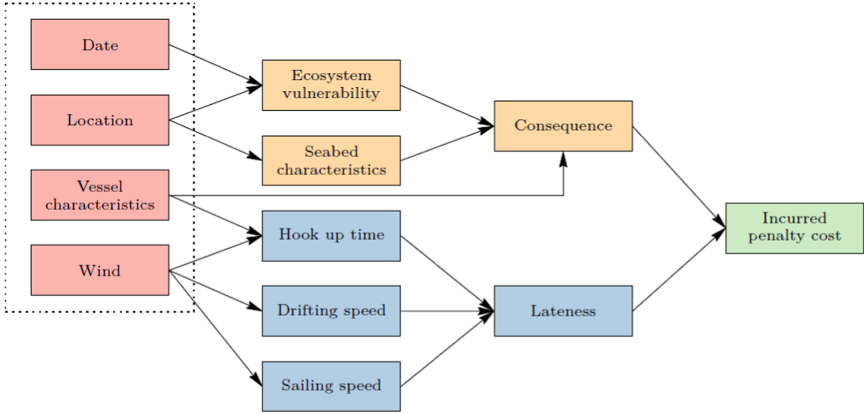 Date
Location
Vessel
characteristics
Wind
Ecosystem
vulnerability
Seabed
characteristics
Hook up time
Drifting speed
Sailing speed
Consequence
Lateness
Incurred
penalty cost